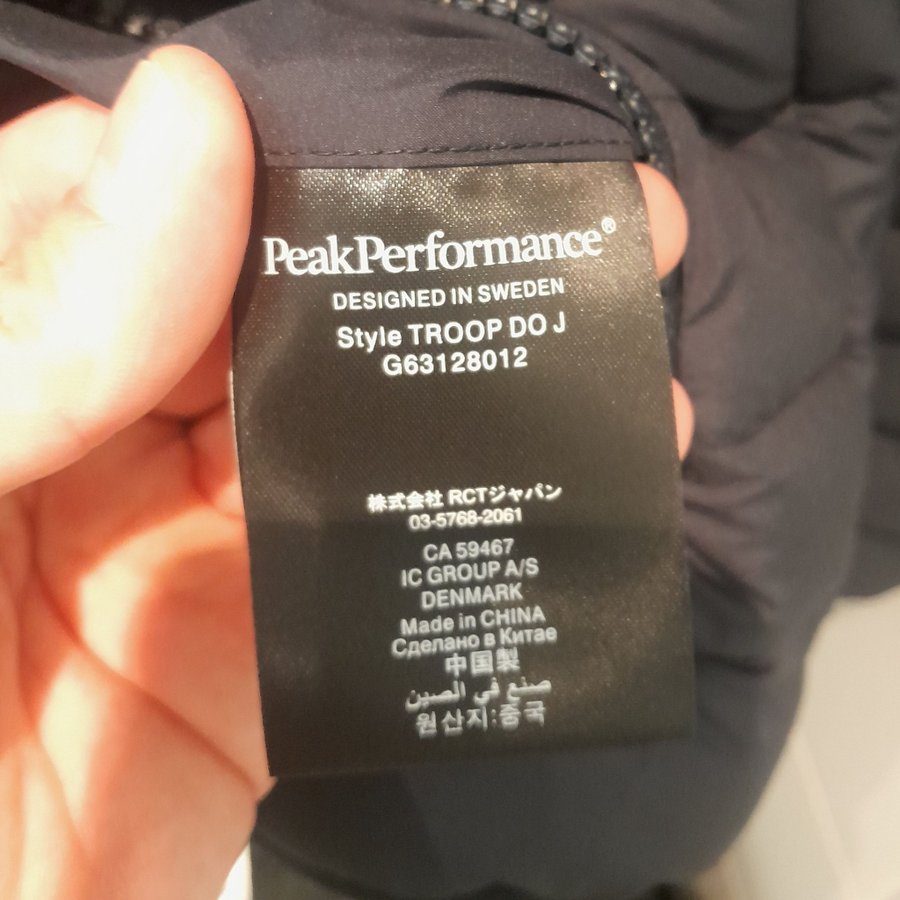 PeakPerformance®
DESIGNED IN SWEDEN
Style TROOP DO J
G63128012
株式会社 RCTジャパン
03-5768-2061
CA 59467
IC GROUP A/S
DENMARK
Made in CHINA
Сделано в Китае
中国製
صنع في الصين
원산지:중국